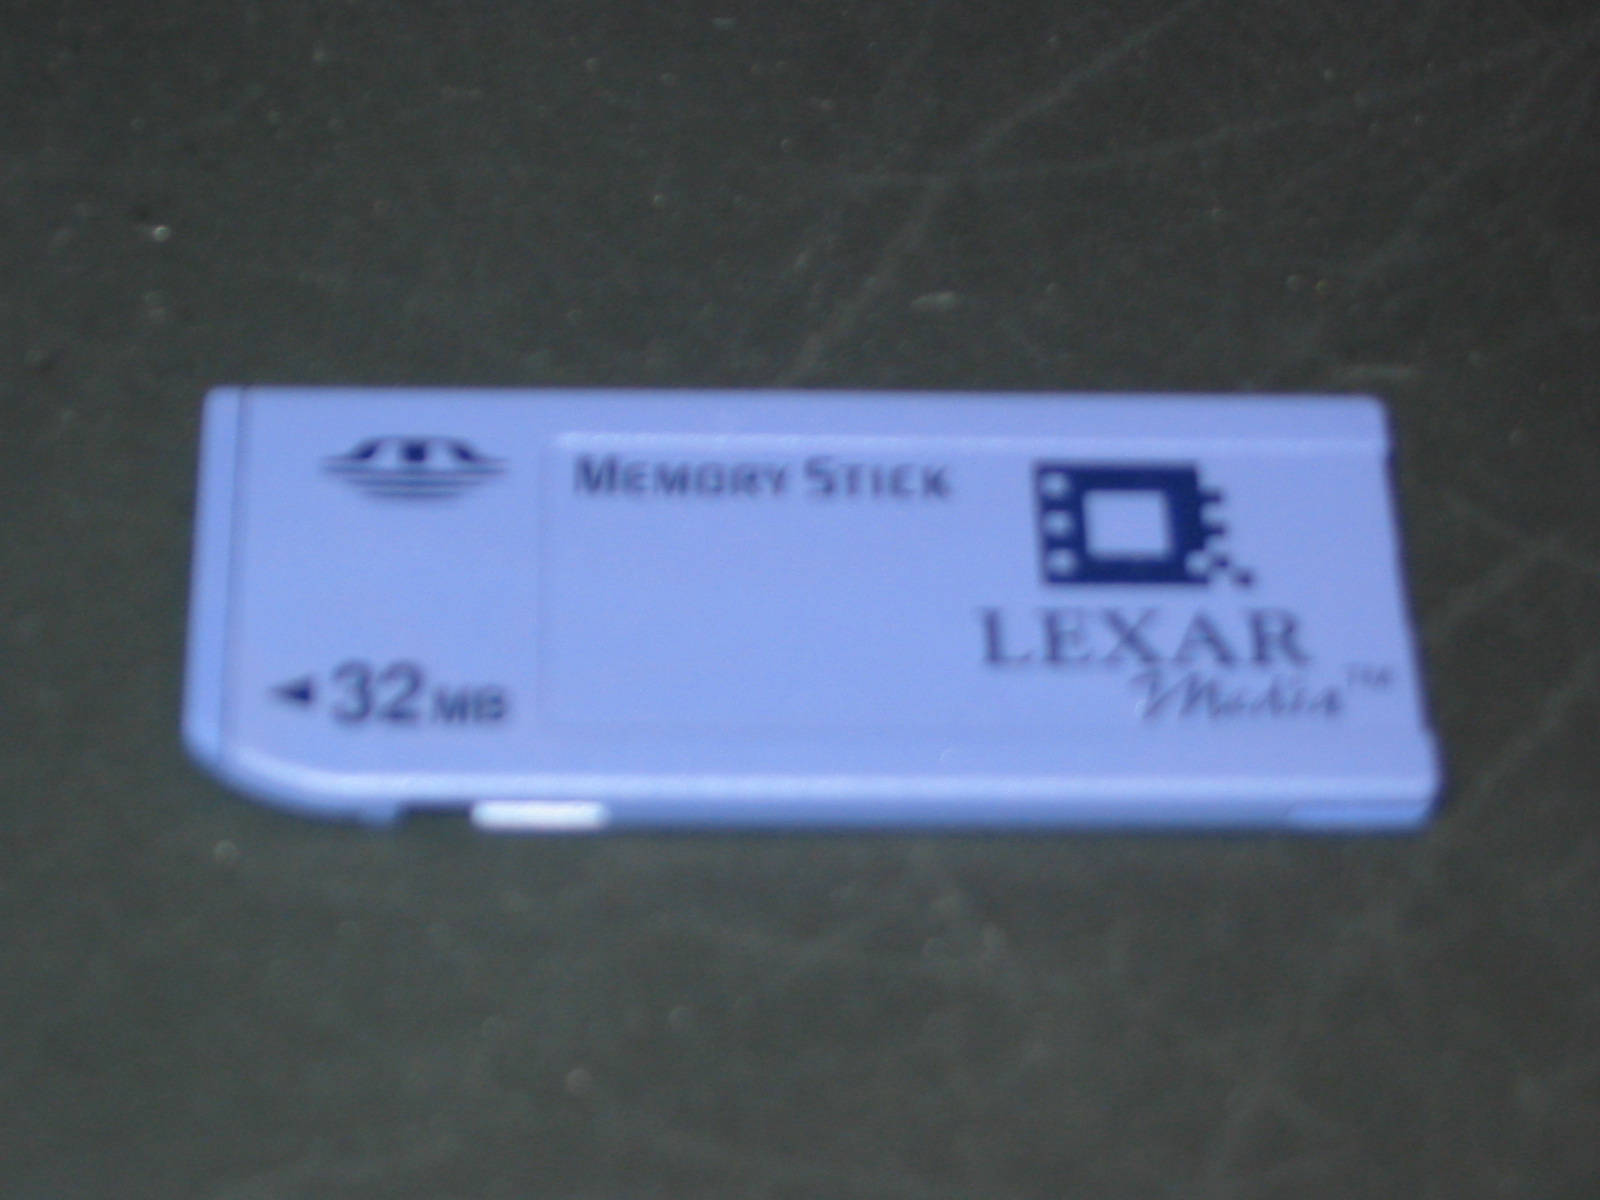 MEMORY STICK
◄32MB
LEXAR
Media™